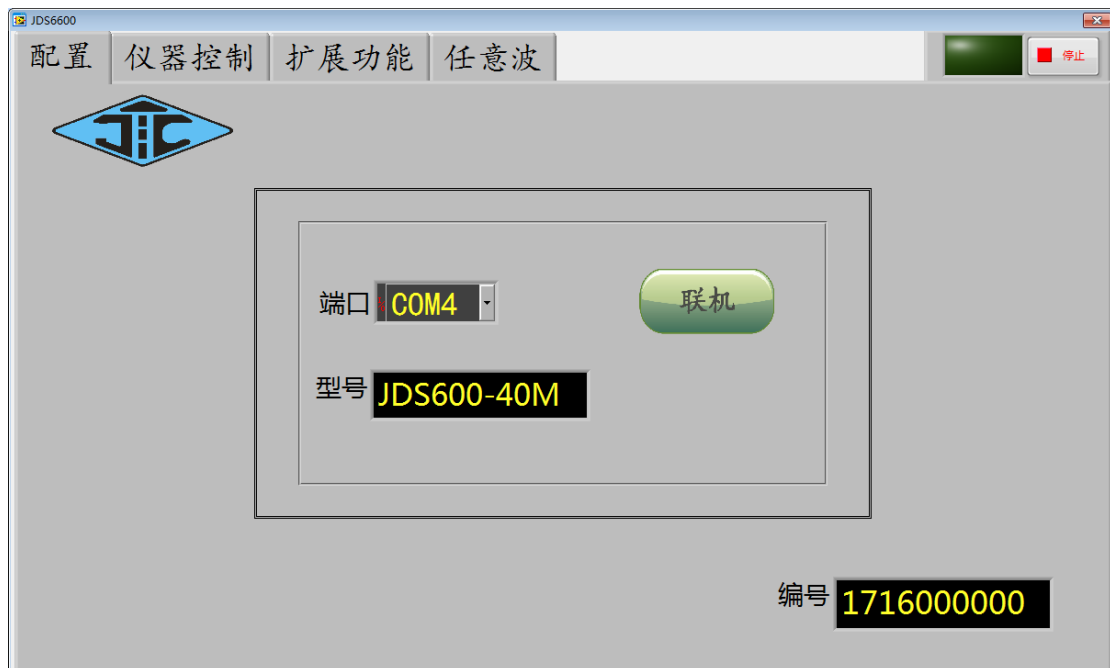 JDS6600
配置 仪器控制 扩展功能 任意波 停止
JTC
端口 COM4 联机
型号 JDS600-40M
编号 1716000000